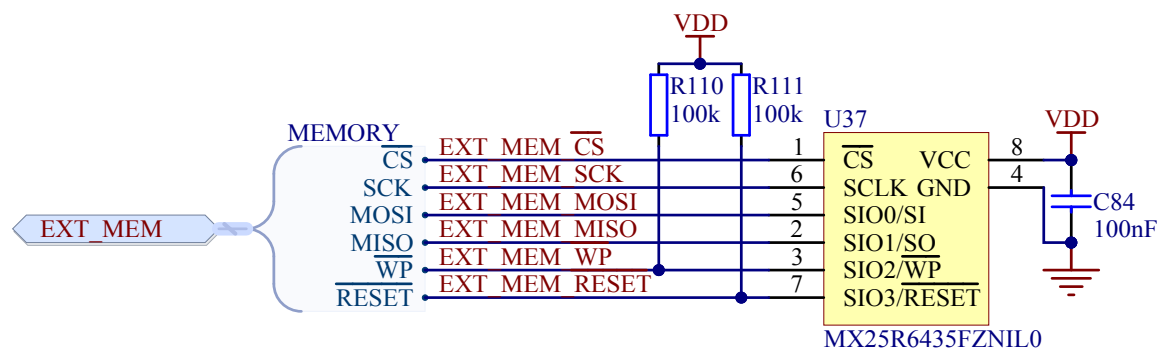 VDD
R110
100k
R111
100k
U37
MEMORY
EXT_MEM
CS
SCK
MOSI
MISO
WP
RESET
EXT_MEM_CS
EXT_MEM_SCK
EXT_MEM_MOSI
EXT_MEM_MISO
EXT_MEM_WP
EXT_MEM_RESET
1
6
5
2
3
7
CS
SCLK
SIO0/SI
SIO1/SO
SIO2/WP
SIO3/RESET
VCC
GND
8
4
VDD
C84
100nF
MX25R6435FZNIL0